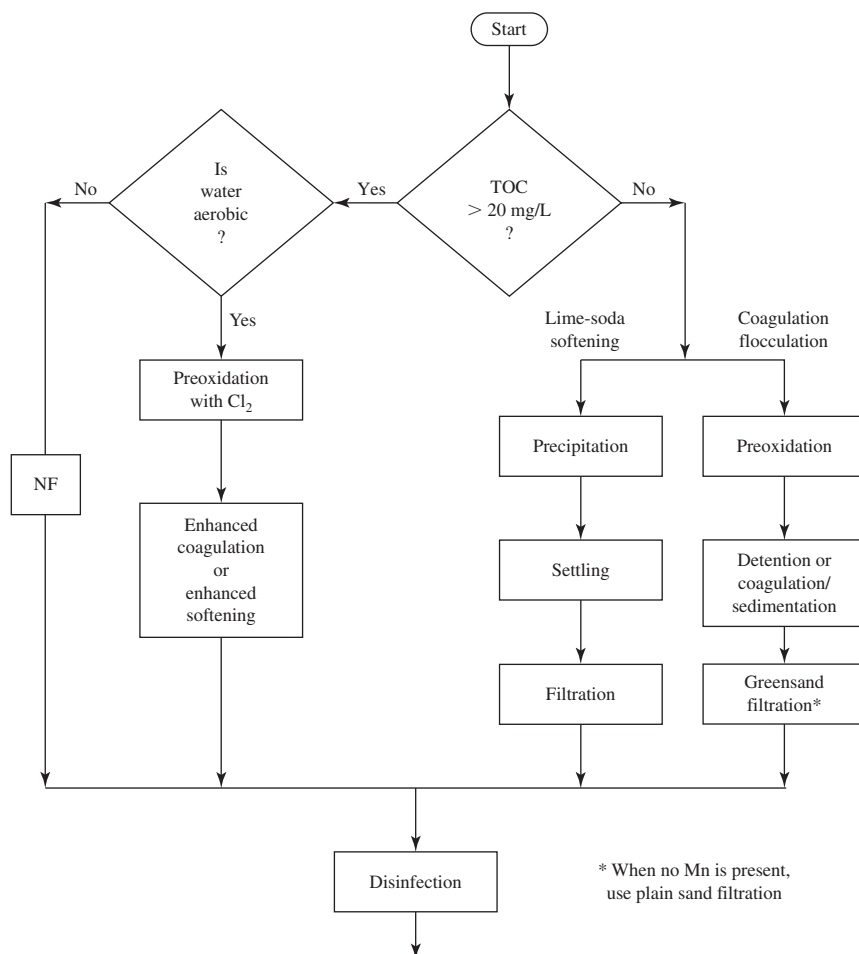 Start
Is
water
aerobic
?
No
Yes
TOC
> 20 mg/L
?
No
Yes
Lime-soda
softening
Coagulation
flocculation
Preoxidation
with Cl₂
Precipitation
Preoxidation
NF
Enhanced
coagulation
or
enhanced
softening
Settling
Detention or
coagulation/
sedimentation
Filtration
Greensand
filtration*
Disinfection
* When no Mn is present,
use plain sand filtration